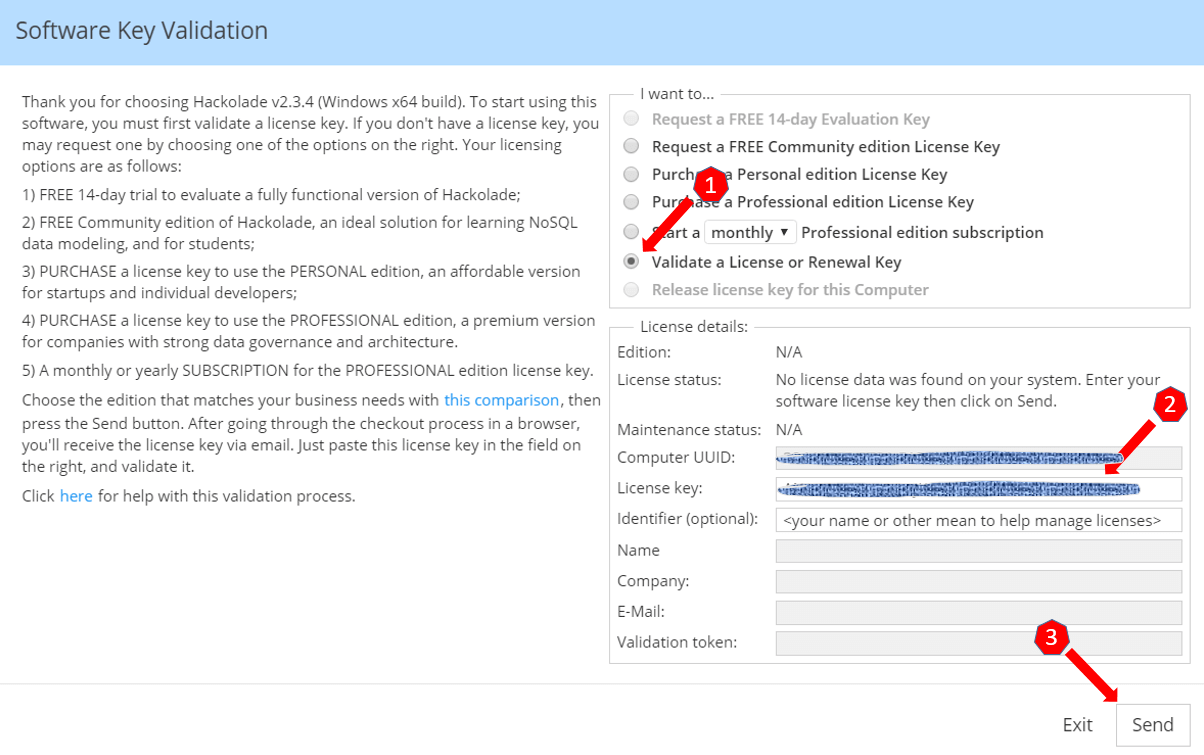 Software Key Validation
Thank you for choosing Hackolade v2.3.4 (Windows x64 build). To start using this
software, you must first validate a license key. If you don't have a license key, you
may request one by choosing one of the options on the right. Your licensing
options are as follows:
1) FREE 14-day trial to evaluate a fully functional version of Hackolade;
2) FREE Community edition of Hackolade, an ideal solution for learning NoSQL
data modeling, and for students;
3) PURCHASE a license key to use the PERSONAL edition, an affordable version
for startups and individual developers;
4) PURCHASE a license key to use the PROFESSIONAL edition, a premium version
for companies with strong data governance and architecture.
5) A monthly or yearly SUBSCRIPTION for the PROFESSIONAL edition license key.
Choose the edition that matches your business needs with this comparison, then
press the Send button. After going through the checkout process in a browser,
you'll receive the license key via email. Just paste this license key in the field on
the right, and validate it.
Click here for help with this validation process.
I want to...
Request a FREE 14-day Evaluation Key
Request a FREE Community edition License Key
Purchase a Personal edition License Key
1
Purchase a Professional edition License Key
Start a monthly ▼ Professional edition subscription
Validate a License or Renewal Key
Release license key for this Computer
License details:
Edition: N/A
License status: No license data was found on your system. Enter your
software license key then click on Send.
2
Maintenance status: N/A
Computer UUID:
License key:
Identifier (optional): <your name or other mean to help manage licenses>
Name
Company:
E-Mail:
Validation token:
3
Exit Send